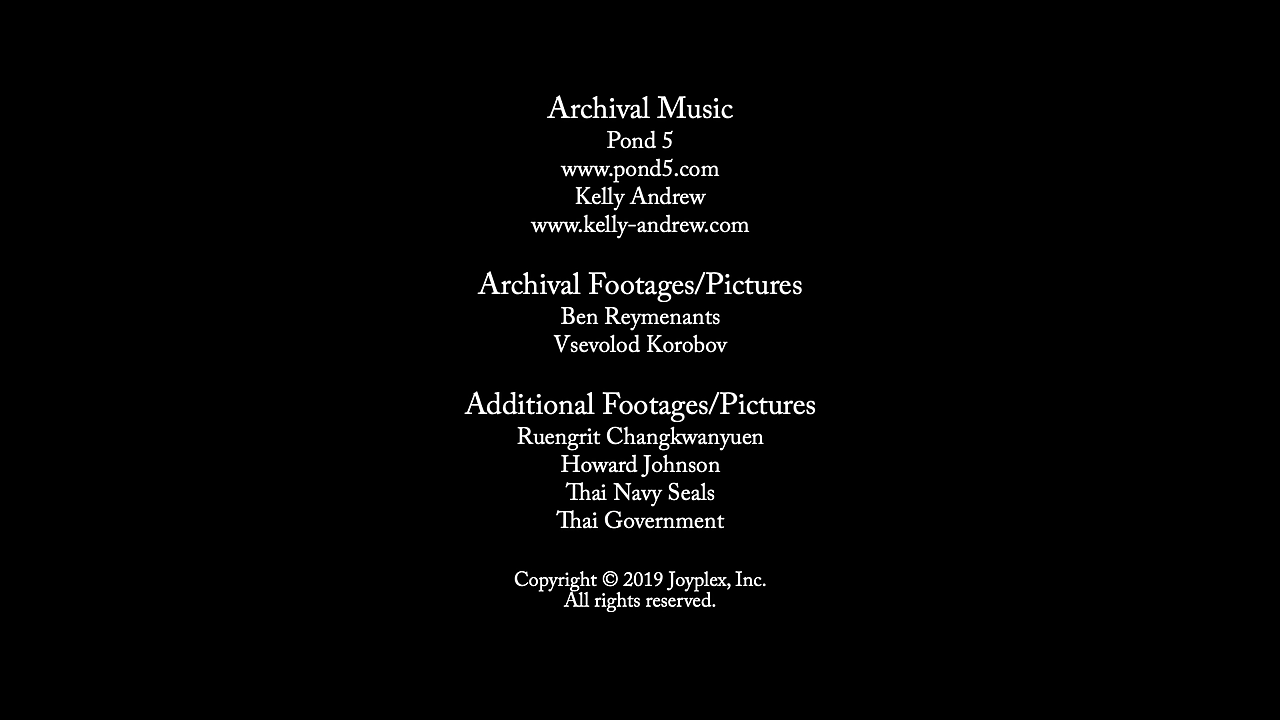 Archival Music
Pond 5
www.pond5.com
Kelly Andrew
www.kelly-andrew.com
Archival Footages/Pictures
Ben Reymenants
Vsevolod Korobov
Additional Footages/Pictures
Ruengrit Changkwanyuen
Howard Johnson
Thai Navy Seals
Thai Government
Copyright © 2019 Joyplex, Inc.
All rights reserved.